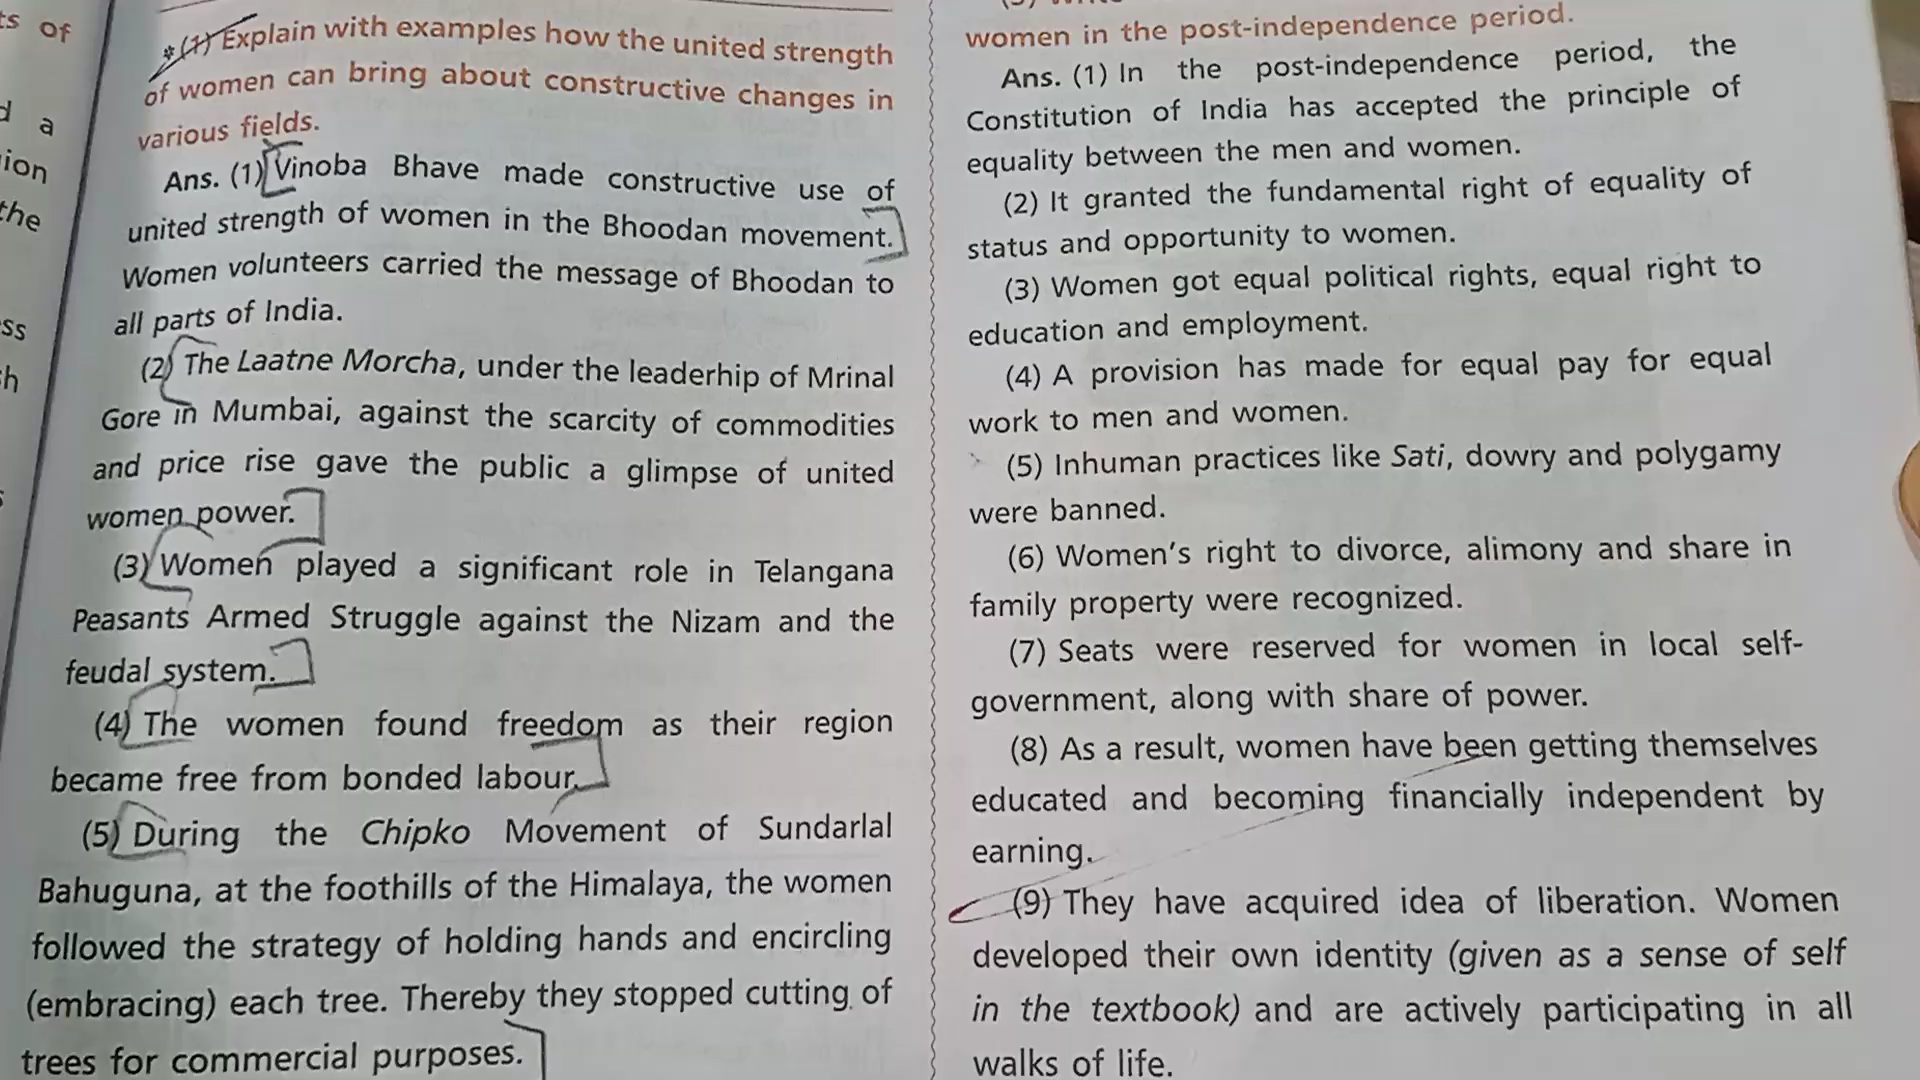 ts of
d a
ion
the
ss
* (1) Explain with examples how the united strength
of women can bring about constructive changes in
various fields.
Ans. (1) Vinoba Bhave made constructive use of
united strength of women in the Bhoodan movement.
Women volunteers carried the message of Bhoodan to
all parts of India.
(2) The Laatne Morcha, under the leaderhip of Mrinal
Gore in Mumbai, against the scarcity of commodities
and price rise gave the public a glimpse of united
women power.
(3) Women played a significant role in Telangana
Peasants Armed Struggle against the Nizam and the
feudal system.
(4) The women found freedom as their region
became free from bonded labour.
(5) During the Chipko Movement of Sundarlal
Bahuguna, at the foothills of the Himalaya, the women
followed the strategy of holding hands and encircling
(embracing) each tree. Thereby they stopped cutting of
trees for commercial purposes.
women in the post-independence period.
Ans. (1) In the post-independence period, the
Constitution of India has accepted the principle of
equality between the men and women.
(2) It granted the fundamental right of equality of
status and opportunity to women.
(3) Women got equal political rights, equal right to
education and employment.
(4) A provision has made for equal pay for equal
work to men and women.
(5) Inhuman practices like Sati, dowry and polygamy
were banned.
(6) Women's right to divorce, alimony and share in
family property were recognized.
(7) Seats were reserved for women in local self-
government, along with share of power.
(8) As a result, women have been getting themselves
educated and becoming financially independent by
earning.
(9) They have acquired idea of liberation. Women
developed their own identity (given as a sense of self
in the textbook) and are actively participating in all
walks of life.